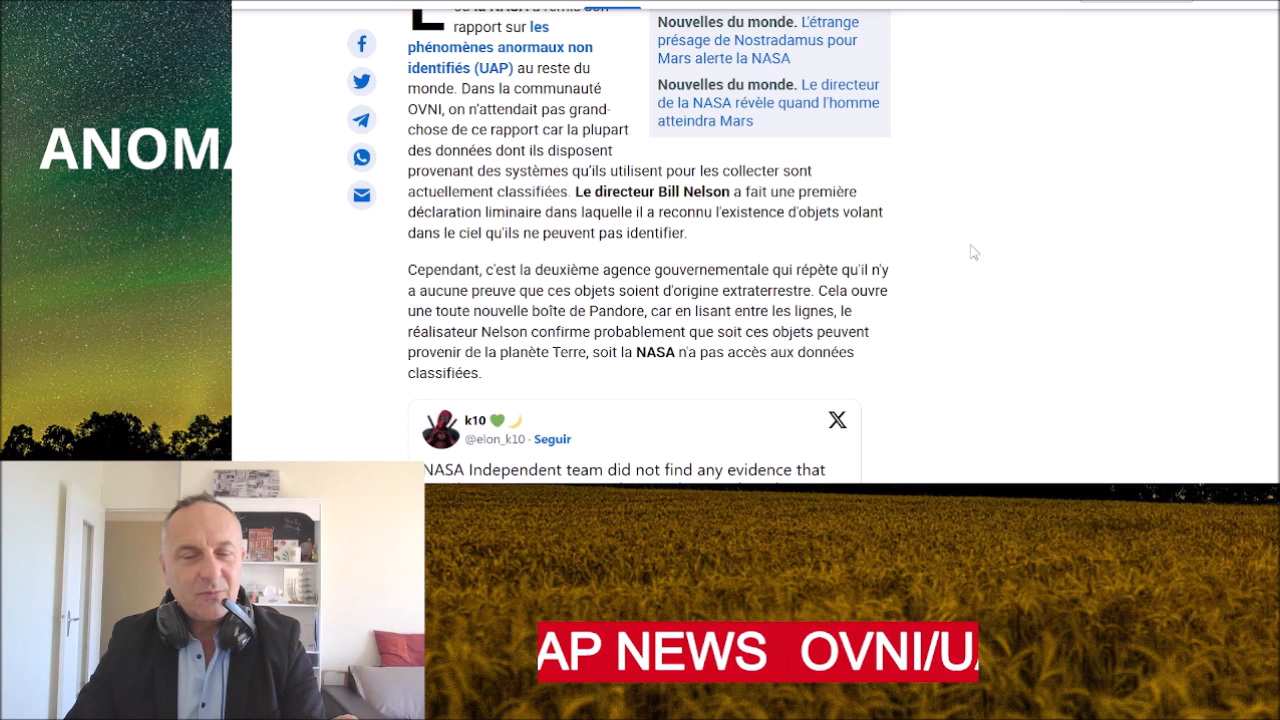 ANOMA
où la NASA a remis son
rapport sur les
phénomènes anormaux non
identifiés (UAP) au reste du
monde. Dans la communauté
OVNI, on n'attendait pas grand-
chose de ce rapport car la plupart
des données dont ils disposent
provenant des systèmes qu'ils utilisent pour les collecter sont
actuellement classifiées. Le directeur Bill Nelson a fait une première
déclaration liminaire dans laquelle il a reconnu l'existence d'objets volant
dans le ciel qu'ils ne peuvent pas identifier.
Nouvelles du monde. L'étrange
présage de Nostradamus pour
Mars alerte la NASA
Nouvelles du monde. Le directeur
de la NASA révèle quand l'homme
atteindra Mars
Cependant, c'est la deuxième agence gouvernementale qui répète qu'il n'y
a aucune preuve que ces objets soient d'origine extraterrestre. Cela ouvre
une toute nouvelle boîte de Pandore, car en lisant entre les lignes, le
réalisateur Nelson confirme probablement que soit ces objets peuvent
provenir de la planète Terre, soit la NASA n'a pas accès aux données
classifiées.
k10 💚 🌙
@elon_k10 · Seguir
NASA Independent team did not find any evidence that
AP NEWS OVNI/U